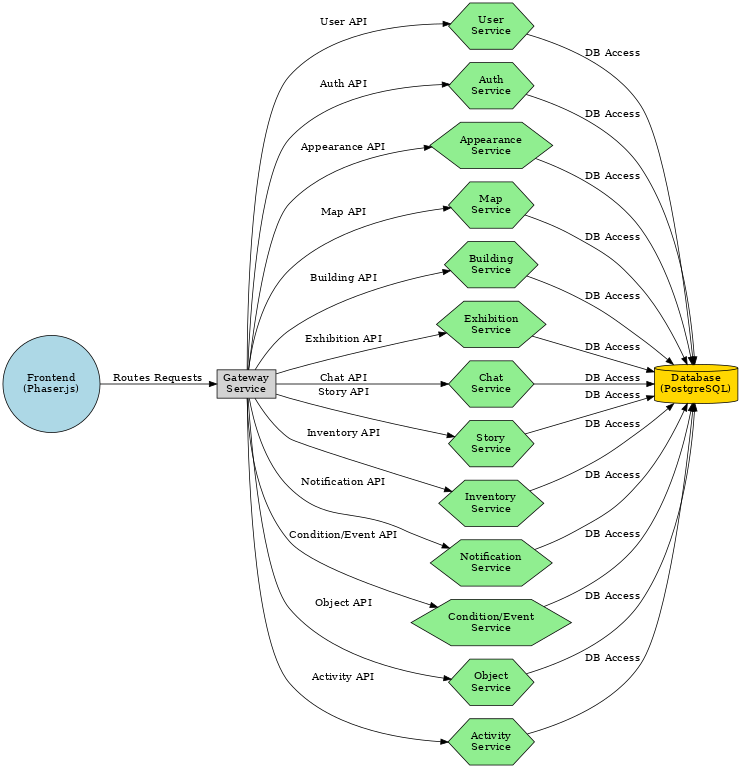 User API
User
Service
DB Access
Auth API
Auth
Service
DB Access
Appearance API
Appearance
Service
DB Access
Map API
Map
Service
DB Access
Building API
Building
Service
DB Access
Exhibition API
Exhibition
Service
DB Access
Frontend
(Phaser.js)
Routes Requests
Gateway
Service
Chat API
Chat
Service
DB Access
Database
(PostgreSQL)
Story API
Story
Service
DB Access
Inventory API
Inventory
Service
DB Access
Notification API
Notification
Service
DB Access
Condition/Event API
Condition/Event
Service
DB Access
Object API
Object
Service
DB Access
Activity API
Activity
Service
DB Access